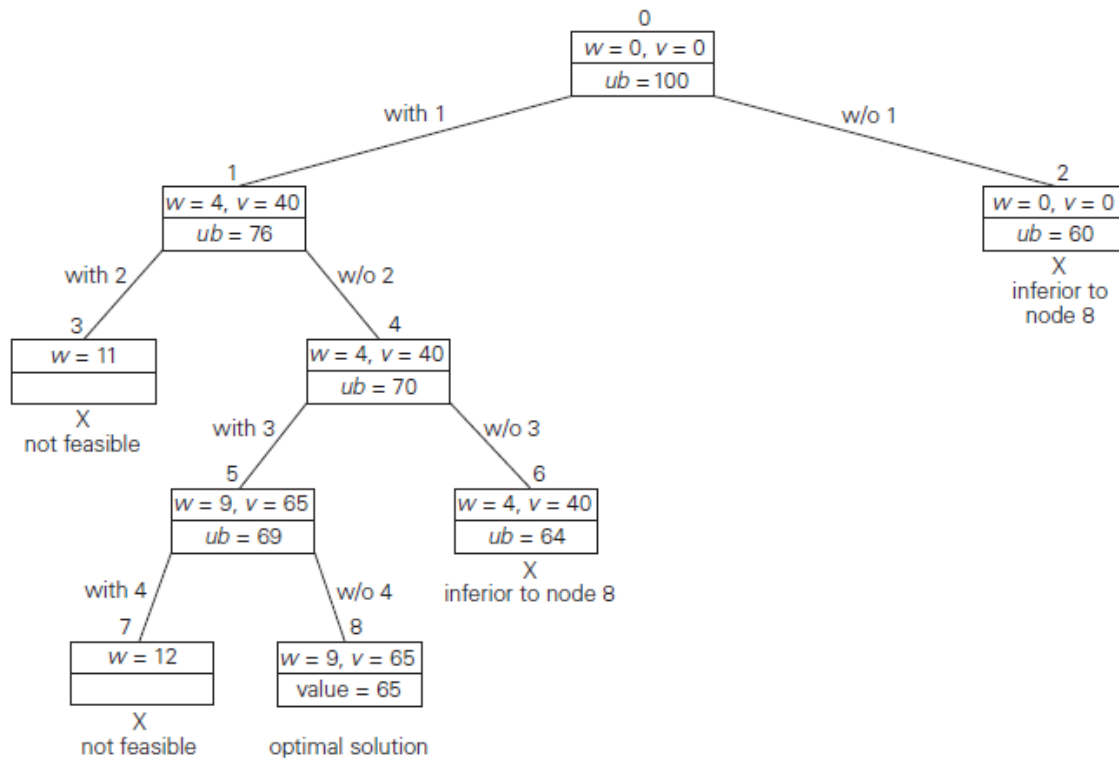 0
w = 0, v = 0
ub = 100
with 1
w/o 1
1
2
w = 4, v = 40
ub = 76
w = 0, v = 0
ub = 60
X
inferior to
node 8
with 2
w/o 2
3
4
w = 11
X
not feasible
w = 4, v = 40
ub = 70
with 3
w/o 3
5
6
w = 9, v = 65
ub = 69
w = 4, v = 40
ub = 64
X
inferior to node 8
with 4
w/o 4
7
8
w = 12
X
not feasible
w = 9, v = 65
value = 65
optimal solution